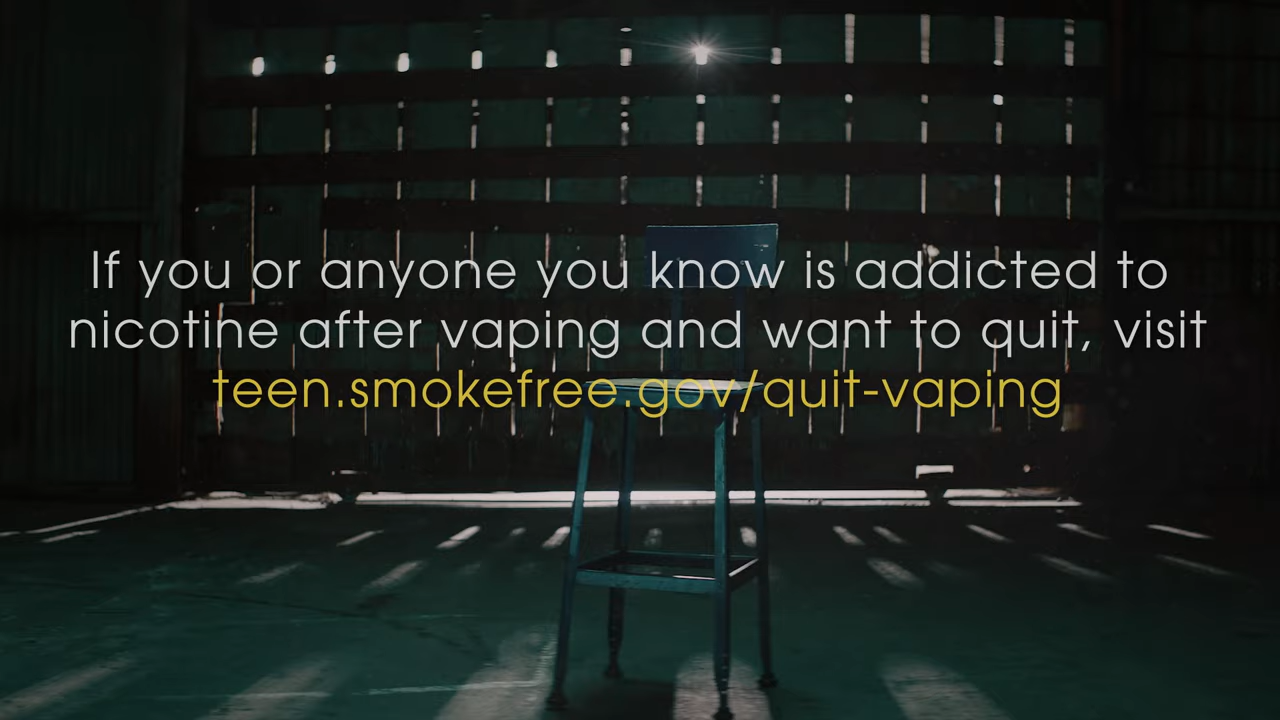 If you or anyone you know is addicted to
nicotine after vaping and want to quit, visit
teen.smokefree.gov/quit-vaping